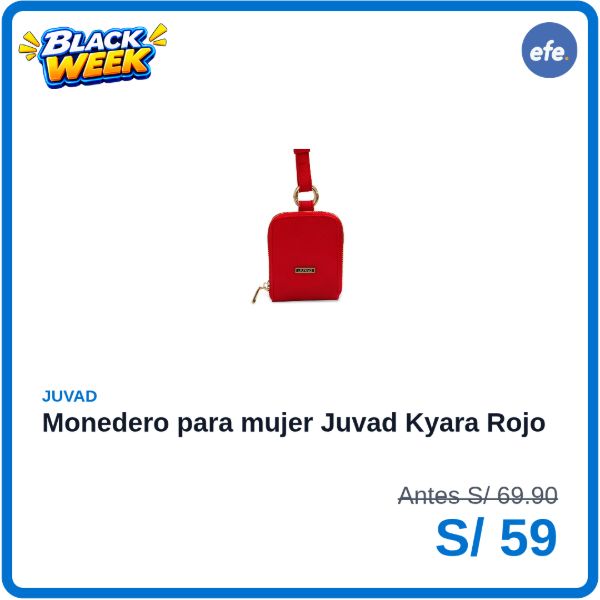 BLACK
WEEK
efe.
JUVAD
JUVAD
Monedero para mujer Juvad Kyara Rojo
Antes S/ 69.90
S/ 59